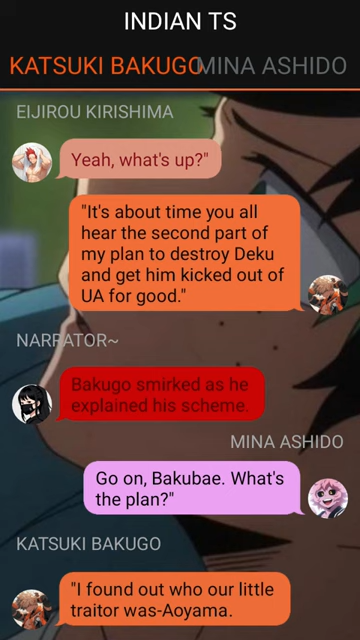 INDIAN TS
KATSUKI BAKUGO MINA ASHIDO
EIJIROU KIRISHIMA
Yeah, what's up?"
"It's about time you all
hear the second part of
my plan to destroy Deku
and get him kicked out of
UA for good."
NARRATOR~
Bakugo smirked as he
explained his scheme.
MINA ASHIDO
Go on, Bakubae. What's
the plan?"
KATSUKI BAKUGO
"I found out who our little
traitor was-Aoyama.